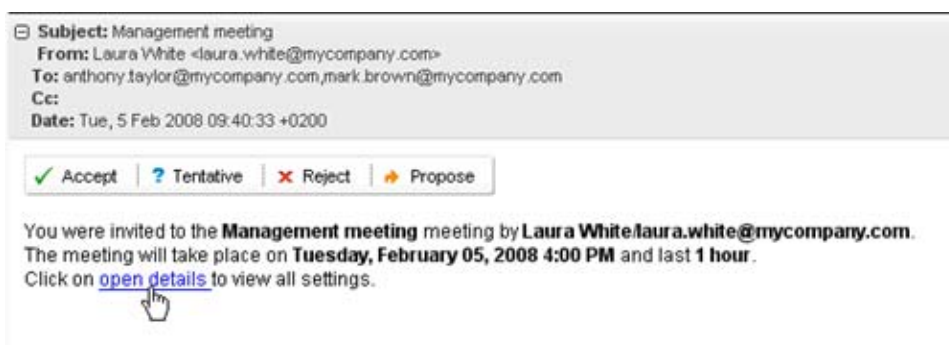 Subject: Management meeting
From: Laura White <laura.white@mycompany.com>
To: anthony.taylor@mycompany.com,mark.brown@mycompany.com
Cc:
Date: Tue, 5 Feb 2008 09:40:33 +0200
Accept ? Tentative Reject Propose
You were invited to the Management meeting meeting by Laura White/laura.white@mycompany.com.
The meeting will take place on Tuesday, February 05, 2008 4:00 PM and last 1 hour.
Click on open details to view all settings.